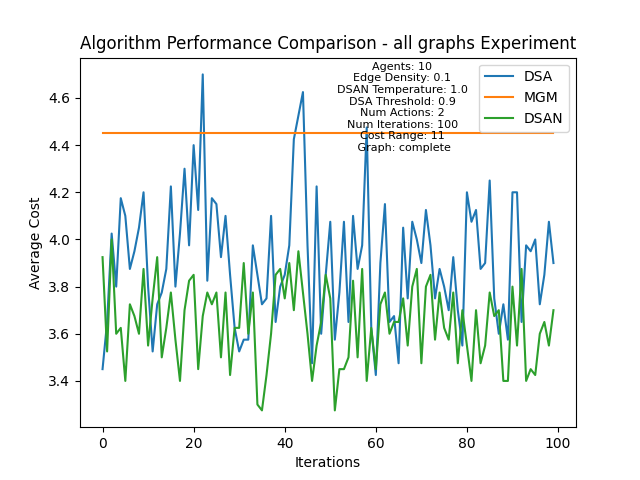 Algorithm Performance Comparison - all graphs Experiment
Agents: 10
Edge Density: 0.1
DSAN Temperature: 1.0
DSA Threshold: 0.9
Num Actions: 2
Num Iterations: 100
Cost Range: 11
Graph: complete
DSA
MGM
DSAN
Average Cost
4.6
4.4
4.2
4.0
3.8
3.6
3.4
0
20
40
60
80
100
Iterations